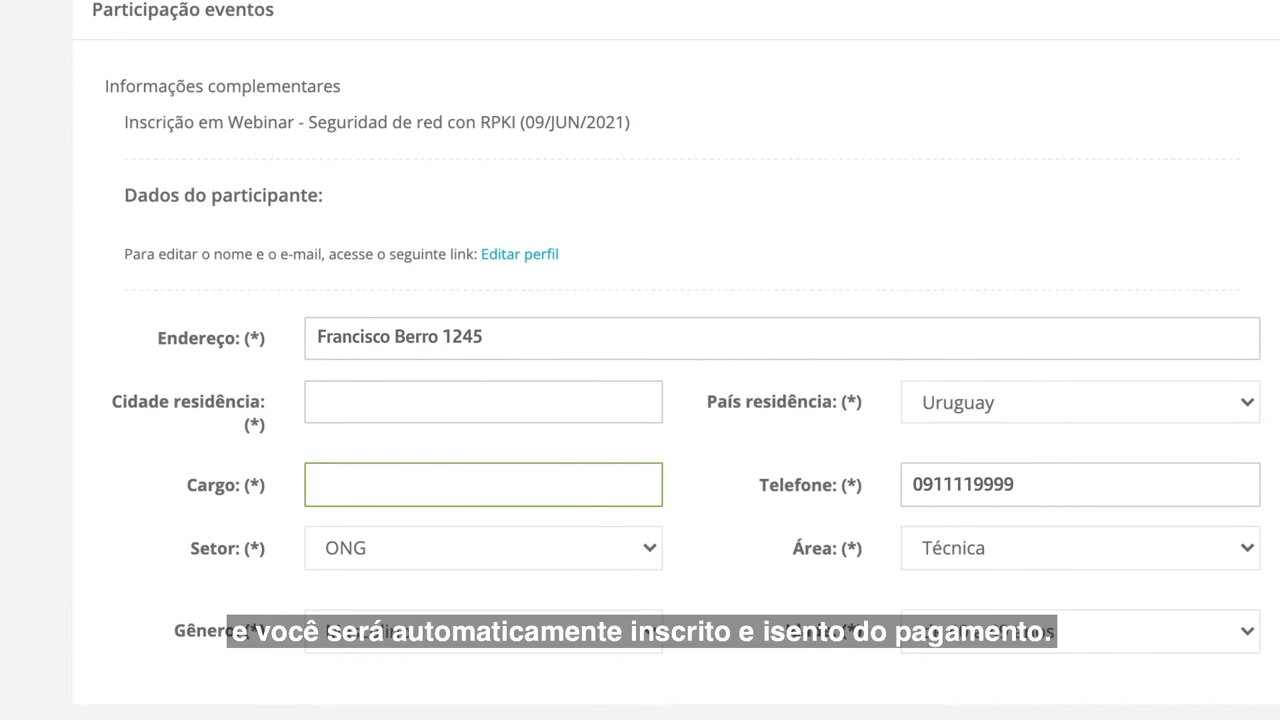 Participação eventos
Informações complementares
Inscrição em Webinar - Seguridad de red con RPKI (09/JUN/2021)
Dados do participante:
Para editar o nome e o e-mail, acesse o seguinte link: Editar perfil
Endereço: (*) Francisco Berro 1245
Cidade residência: (*) País residência: (*) Uruguay
Cargo: (*) Telefone: (*) 0911119999
Setor: (*) ONG Área: (*) Técnica
Gênero
e você será automaticamente inscrito e isento do pagamento.